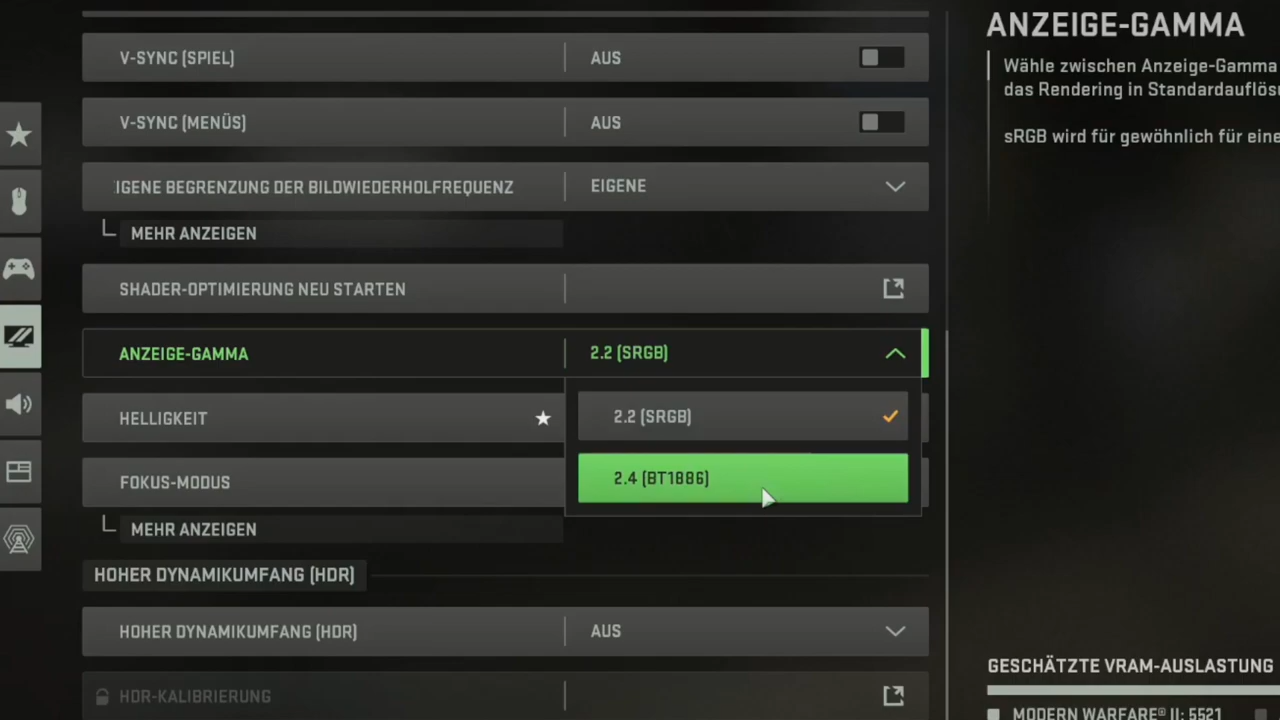 V-SYNC (SPIEL)
AUS
V-SYNC (MENÜS)
AUS
IGENE BEGRENZUNG DER BILDWIEDERHOLFREQUENZ
EIGENE
MEHR ANZEIGEN
SHADER-OPTIMIERUNG NEU STARTEN
ANZEIGE-GAMMA
2.2 (SRGB)
2.2 (SRGB)
2.4 (BT1886)
HELLIGKEIT
FOKUS-MODUS
MEHR ANZEIGEN
HOHER DYNAMIKUMFANG (HDR)
HOHER DYNAMIKUMFANG (HDR)
AUS
HDR-KALIBRIERUNG
ANZEIGE-GAMMA
Wähle zwischen Anzeige-Gamma
das Rendering in Standardauflös
sRGB wird für gewöhnlich für eine
GESCHÄTZTE VRAM-AUSLASTUNG
MODERN WARFARE® II: 5521